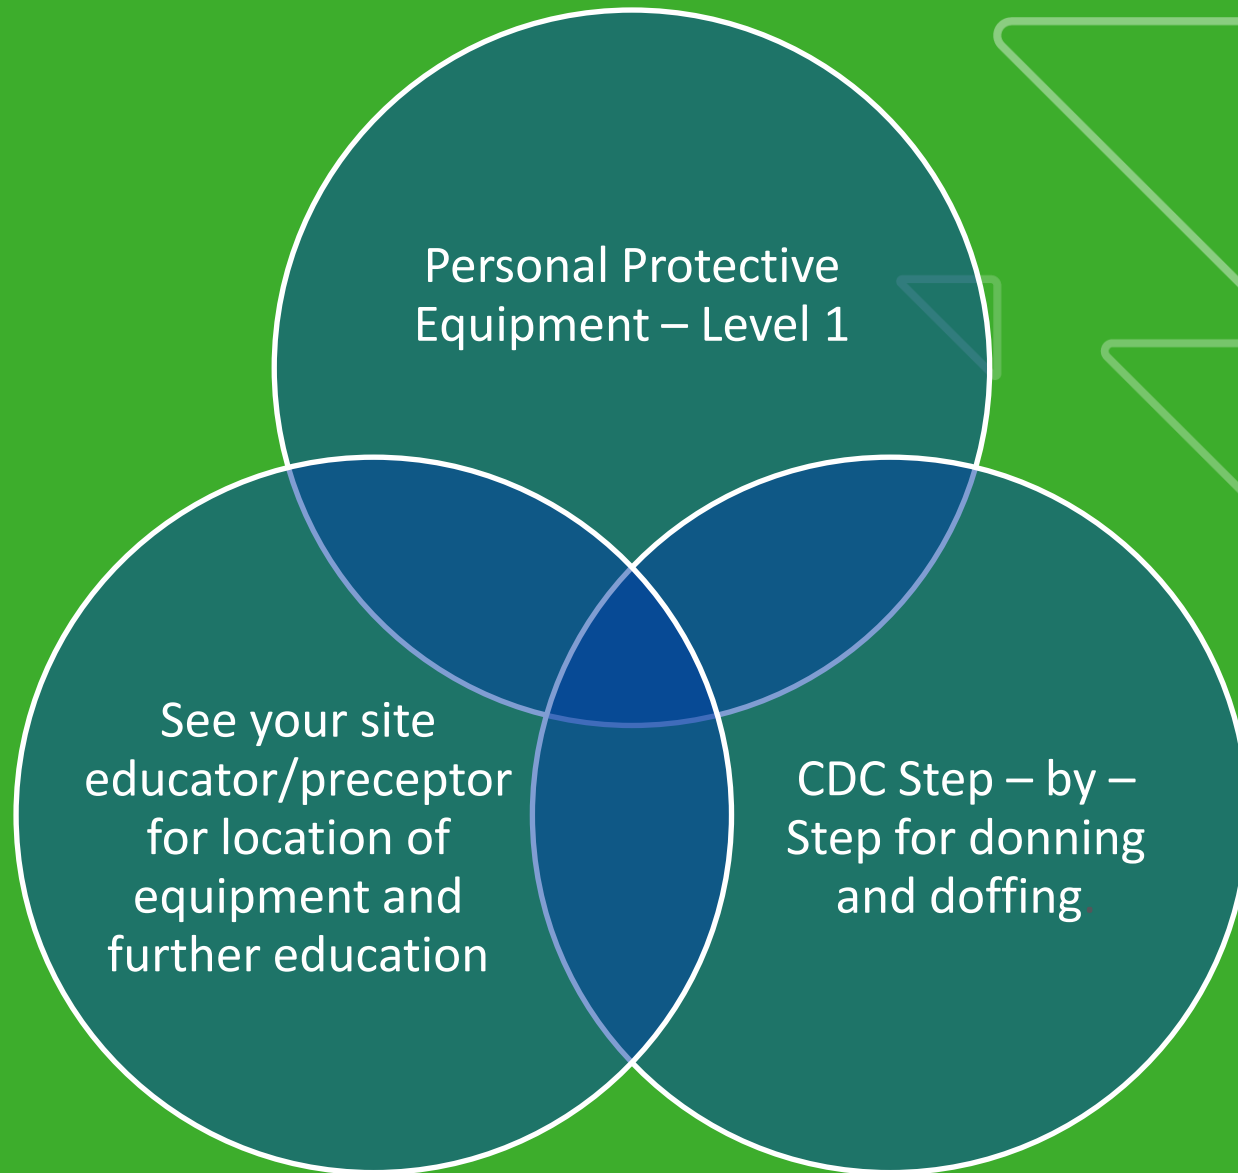 Personal Protective
Equipment – Level 1
See your site
educator/preceptor
for location of
equipment and
further education
CDC Step – by –
Step for donning
and doffing.